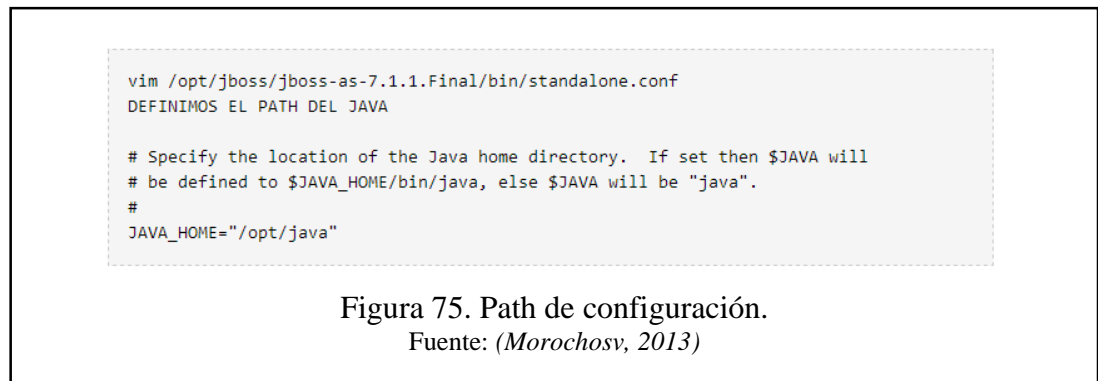 vim /opt/jboss/jboss-as-7.1.1.Final/bin/standalone.conf
DEFINIMOS EL PATH DEL JAVA
# Specify the location of the Java home directory.  If set then $JAVA will
# be defined to $JAVA_HOME/bin/java, else $JAVA will be "java".
#
JAVA_HOME="/opt/java"
Figura 75. Path de configuración.
Fuente: (Morochosv, 2013)